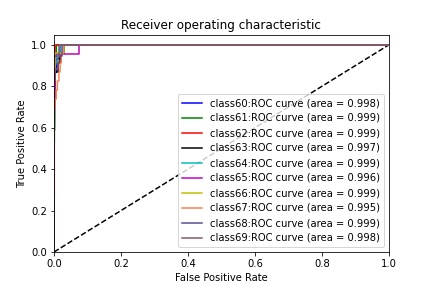 Receiver operating characteristic
True Positive Rate
1.0
0.8
0.6
0.4
0.2
0.0
class60:ROC curve (area = 0.998)
class61:ROC curve (area = 0.999)
class62:ROC curve (area = 0.999)
class63:ROC curve (area = 0.997)
class64:ROC curve (area = 0.999)
class65:ROC curve (area = 0.996)
class66:ROC curve (area = 0.999)
class67:ROC curve (area = 0.995)
class68:ROC curve (area = 0.999)
class69:ROC curve (area = 0.998)
0.0 0.2 0.4 0.6 0.8 1.0
False Positive Rate